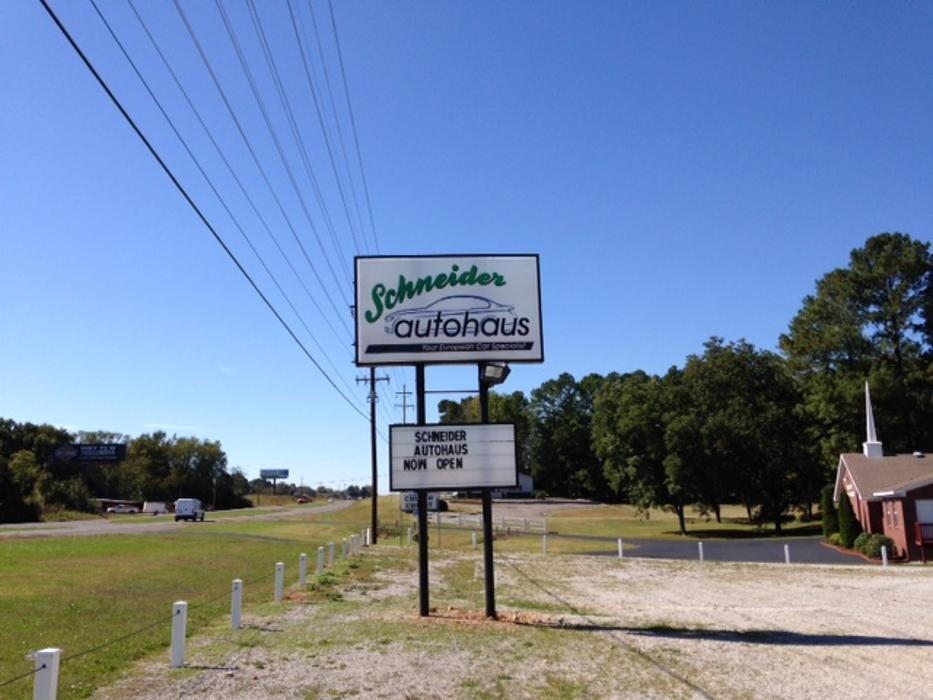 Schneider
autohaus
Your European Car Specialist
SCHNEIDER
AUTOHAUS
NOW OPEN